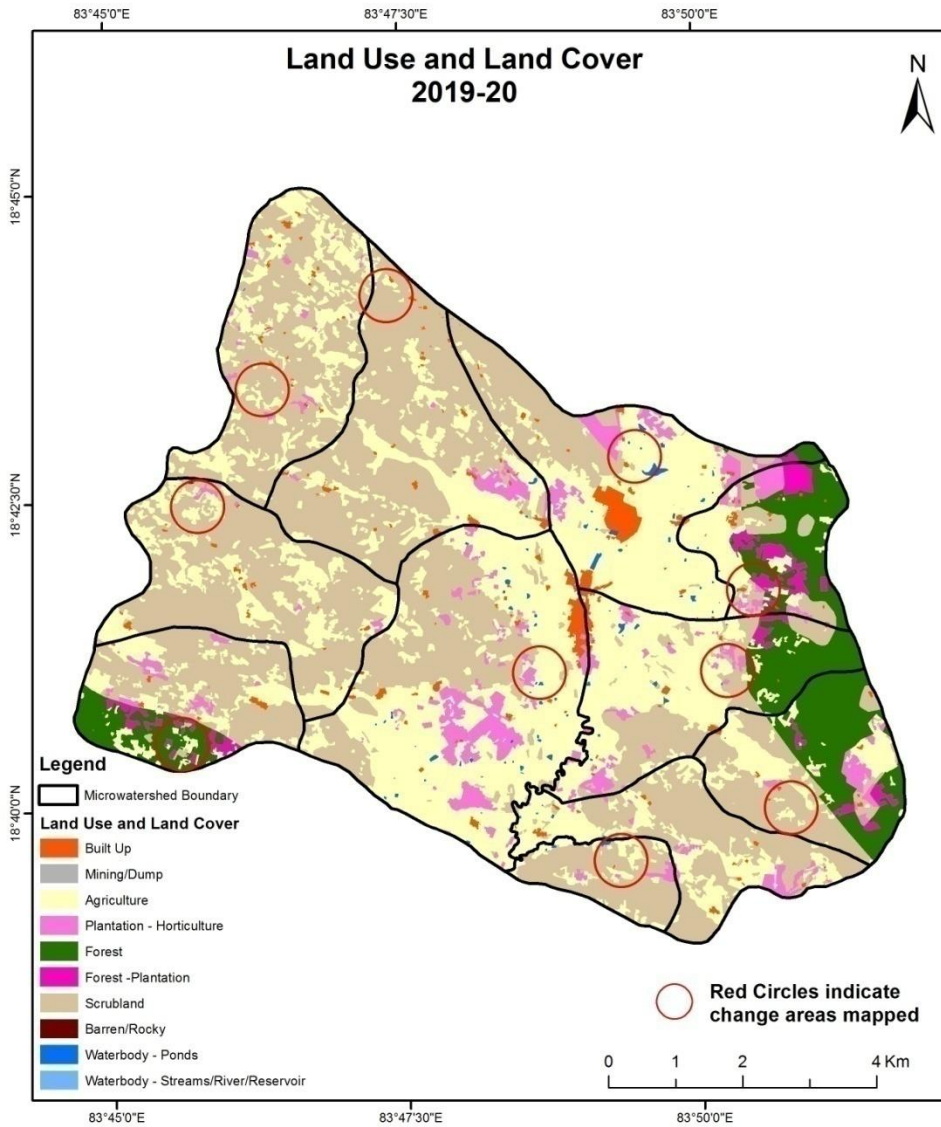 83°45'0"E 83°47'30"E 83°50'0"E
Land Use and Land Cover
2019-20
N
18°45'0"N
18°42'30"N
18°40'0"N
Legend
Microwatershed Boundary
Land Use and Land Cover
Built Up
Mining/Dump
Agriculture
Plantation - Horticulture
Forest
Forest -Plantation
Scrubland
Barren/Rocky
Waterbody - Ponds
Waterbody - Streams/River/Reservoir
Red Circles indicate
change areas mapped
0 1 2 4 Km
83°45'0"E 83°47'30"E 83°50'0"E